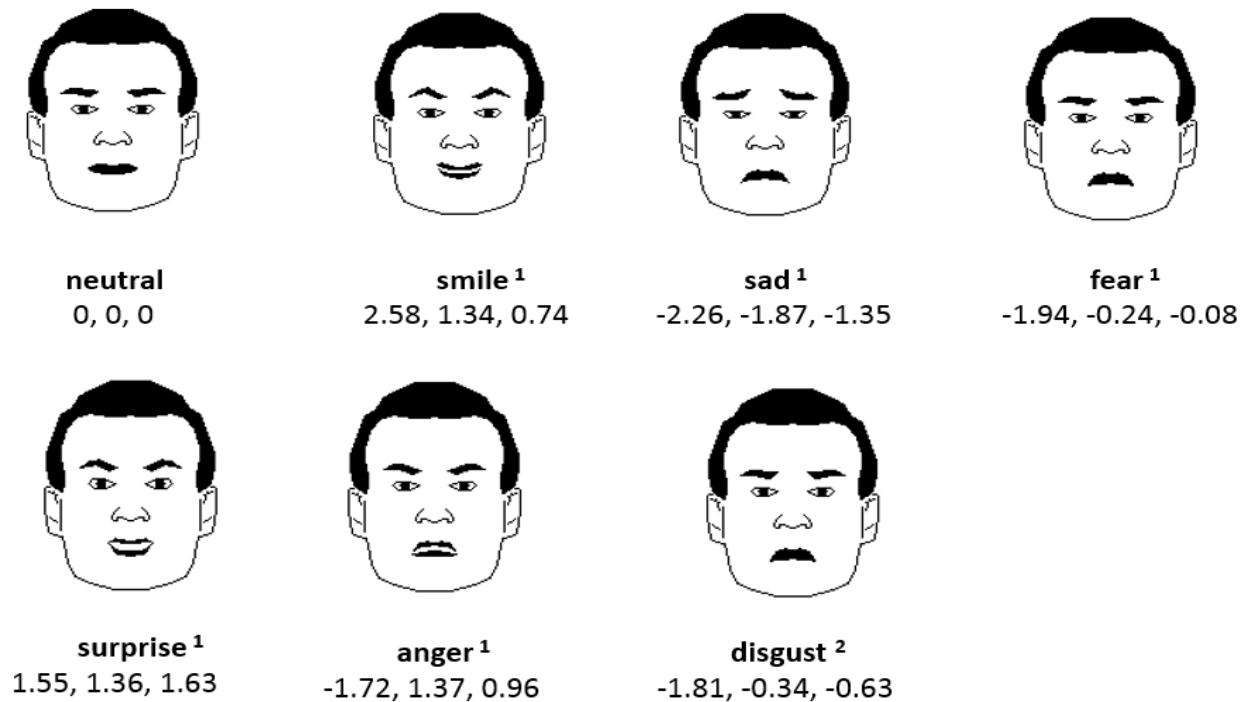 neutral
0, 0, 0
smile ¹
2.58, 1.34, 0.74
sad ¹
-2.26, -1.87, -1.35
fear ¹
-1.94, -0.24, -0.08
surprise ¹
1.55, 1.36, 1.63
anger ¹
-1.72, 1.37, 0.96
disgust ²
-1.81, -0.34, -0.63